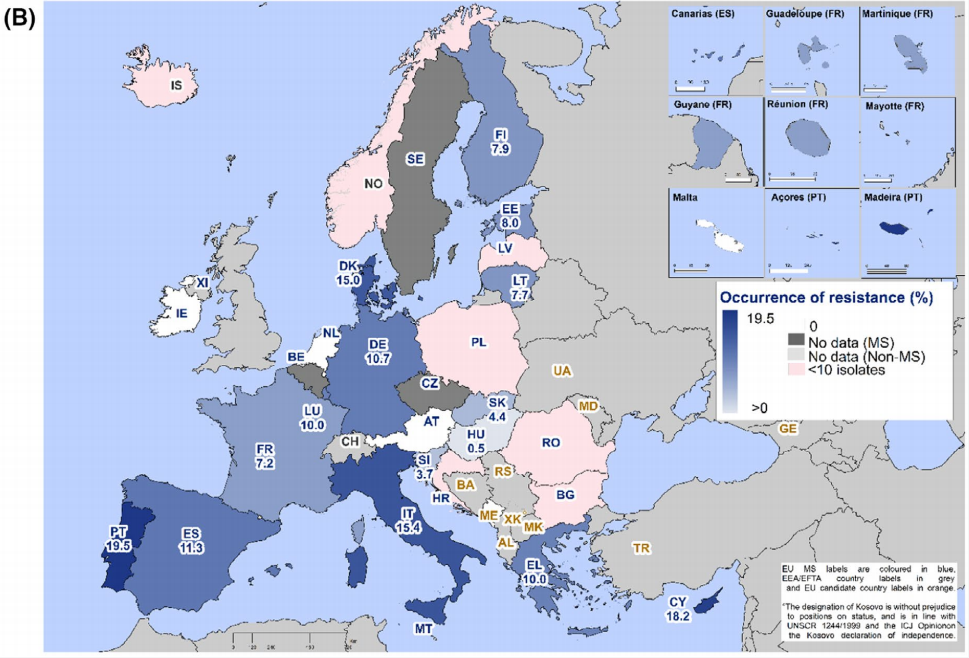 (B)
Canarias (ES)
Guadeloupe (FR)
Martinique (FR)
Guyane (FR)
Réunion (FR)
Mayotte (FR)
Malta
Açores (PT)
Madeira (PT)
IS
FI
7.9
SE
NO
EE
8.0
LV
DK
15.0
LT
7.7
XI
IE
NL
BE
DE
10.7
PL
CZ
UA
LU
10.0
SK
4.4
MD
AT
CH
HU
0.5
RO
GE
FR
7.2
SI
3.7
RS
BA
HR
BG
ME
XK
MK
AL
PT
19.5
ES
11.3
IT
15.4
TR
EL
10.0
CY
18.2
MT
Occurrence of resistance (%)
19.5
0
No data (MS)
No data (Non-MS)
<10 isolates
>0
EU MS labels are coloured in blue,
EEA/EFTA country labels in grey
and EU candidate country labels in orange.
*The designation of Kosovo is without prejudice
to positions on status, and is in line with
UNSCR 1244/1999 and the ICJ Opinionon
the Kosovo declaration of independence.